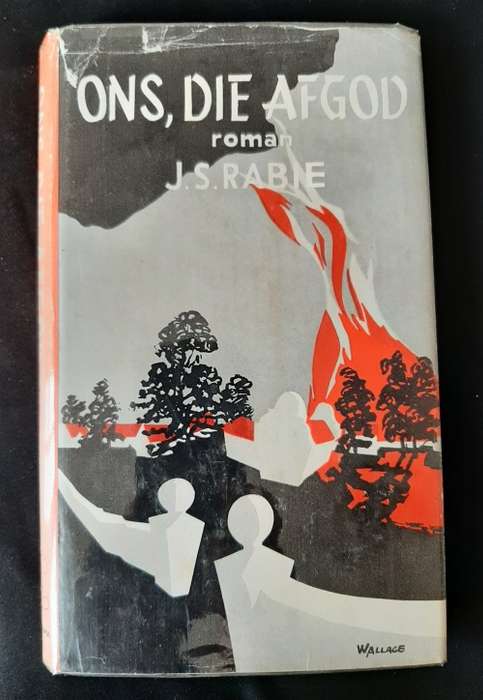 ONS, DIE AFGOD
roman
J.S. RABIE
WALLACE